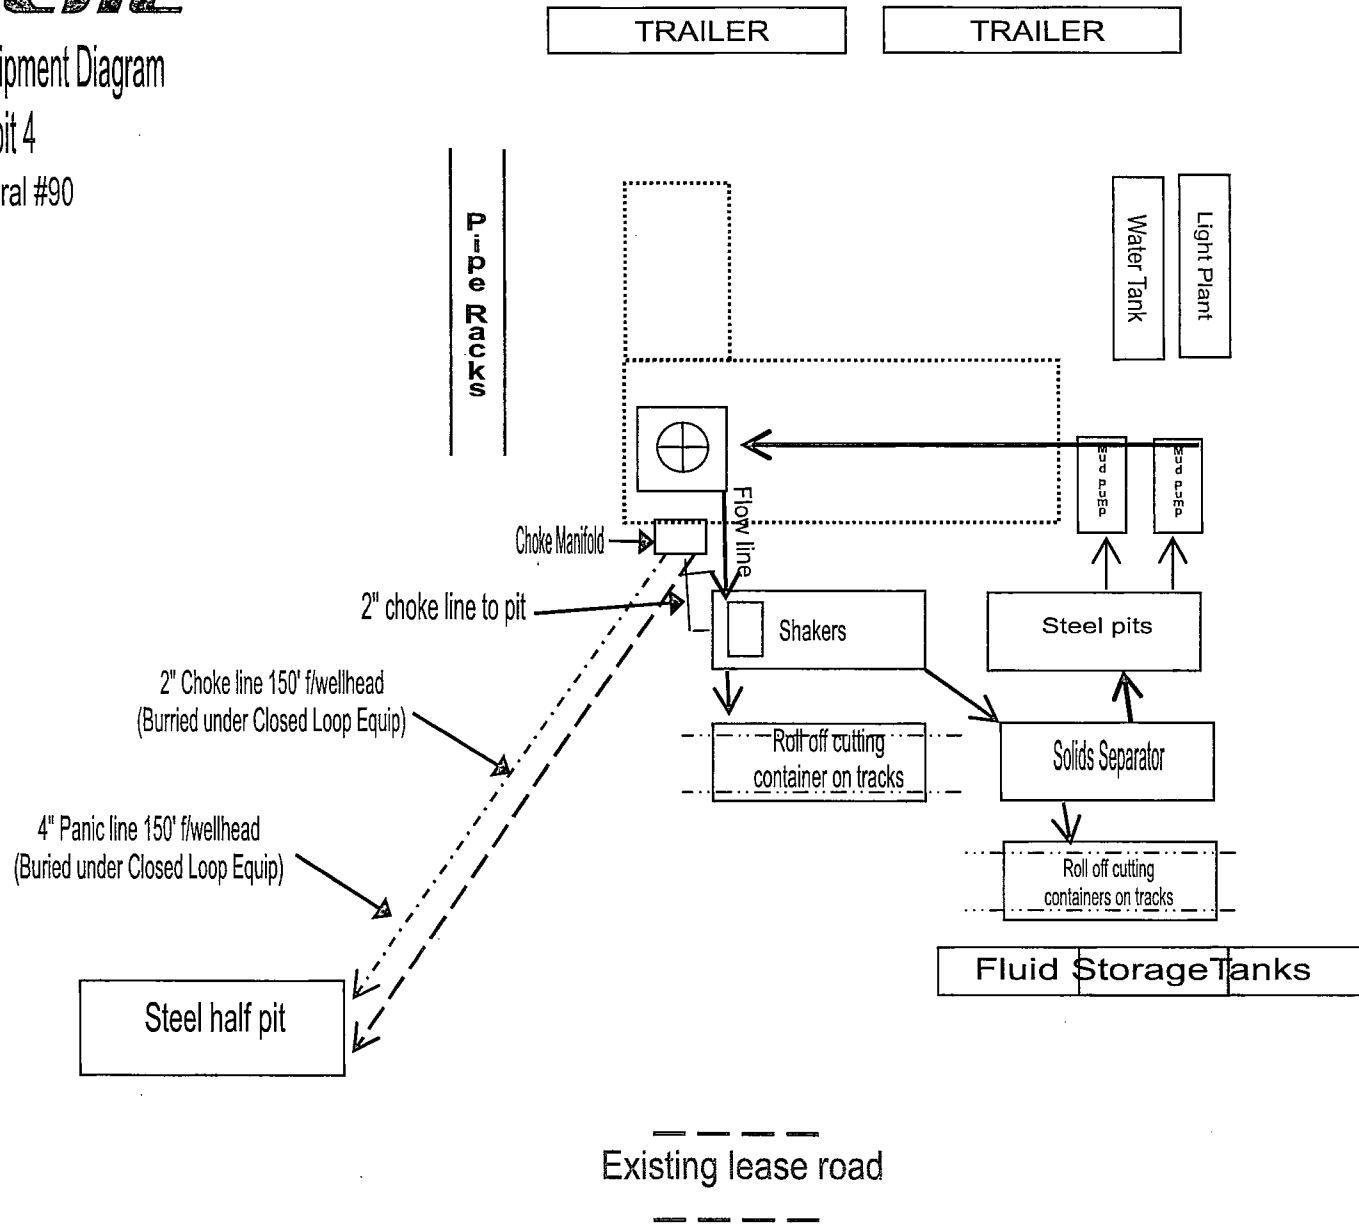 TRAILER
TRAILER
ipment Diagram
bit 4
ral #90
Pipe Racks
Water Tank
Light Plant
Mud pump
Mud pump
Flow line
Choke Manifold
2" choke line to pit
Shakers
Steel pits
2" Choke line 150' f/wellhead
(Burried under Closed Loop Equip)
Roll off cutting
container on tracks
Solids Separator
4" Panic line 150' f/wellhead
(Buried under Closed Loop Equip)
Roll off cutting
containers on tracks
Fluid StorageTanks
Steel half pit
Existing lease road